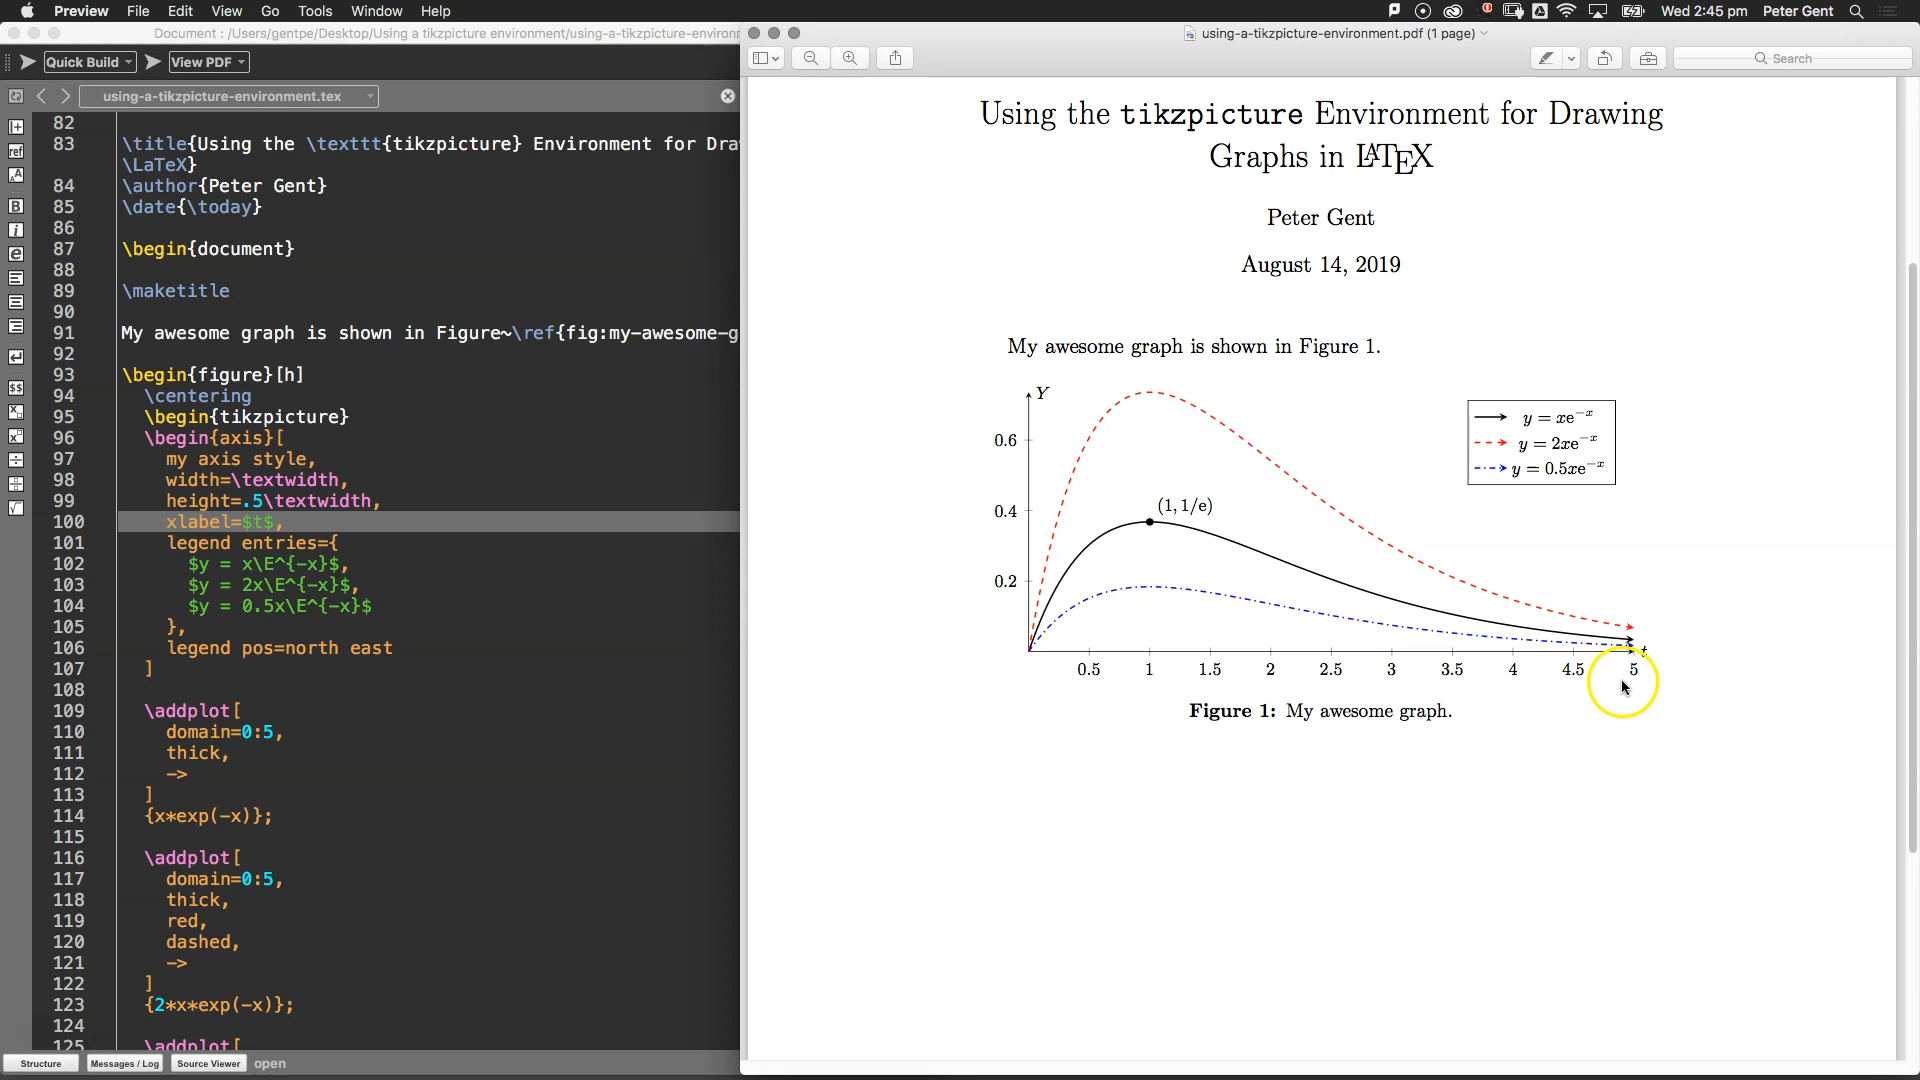 Preview File Edit View Go Tools Window Help Wed 2:45 pm Peter Gent
Document : /Users/gentpe/Desktop/Using a tikzpicture environment/using-a-tikzpicture-environm
Quick Build View PDF
using-a-tikzpicture-environment.tex
82
83 \title{Using the \texttt{tikzpicture} Environment for Dra
\LaTeX}
84 \author{Peter Gent}
85 \date{\today}
86
87 \begin{document}
88
89 \maketitle
90
91 My awesome graph is shown in Figure~\ref{fig:my-awesome-g
92
93 \begin{figure}[h]
94 \centering
95 \begin{tikzpicture}
96 \begin{axis}[
97 my axis style,
98 width=\textwidth,
99 height=.5\textwidth,
100 xlabel=$t$,
101 legend entries={
102 $y = x\E^{-x}$,
103 $y = 2x\E^{-x}$,
104 $y = 0.5x\E^{-x}$
105 },
106 legend pos=north east
107 ]
108
109 \addplot[
110 domain=0:5,
111 thick,
112 ->
113 ]
114 {x*exp(-x)};
115
116 \addplot[
117 domain=0:5,
118 thick,
119 red,
120 dashed,
121 ->
122 ]
123 {2*x*exp(-x)};
124
125 \addplot[
Structure Messages / Log Source Viewer open
using-a-tikzpicture-environment.pdf (1 page)
Search
Using the tikzpicture Environment for Drawing
Graphs in LATEX
Peter Gent
August 14, 2019
My awesome graph is shown in Figure 1.
Y
0.6
0.4
0.2
(1, 1/e)
y = xe⁻ˣ
y = 2xe⁻ˣ
y = 0.5xe⁻ˣ
t
0.5 1 1.5 2 2.5 3 3.5 4 4.5 5
Figure 1: My awesome graph.